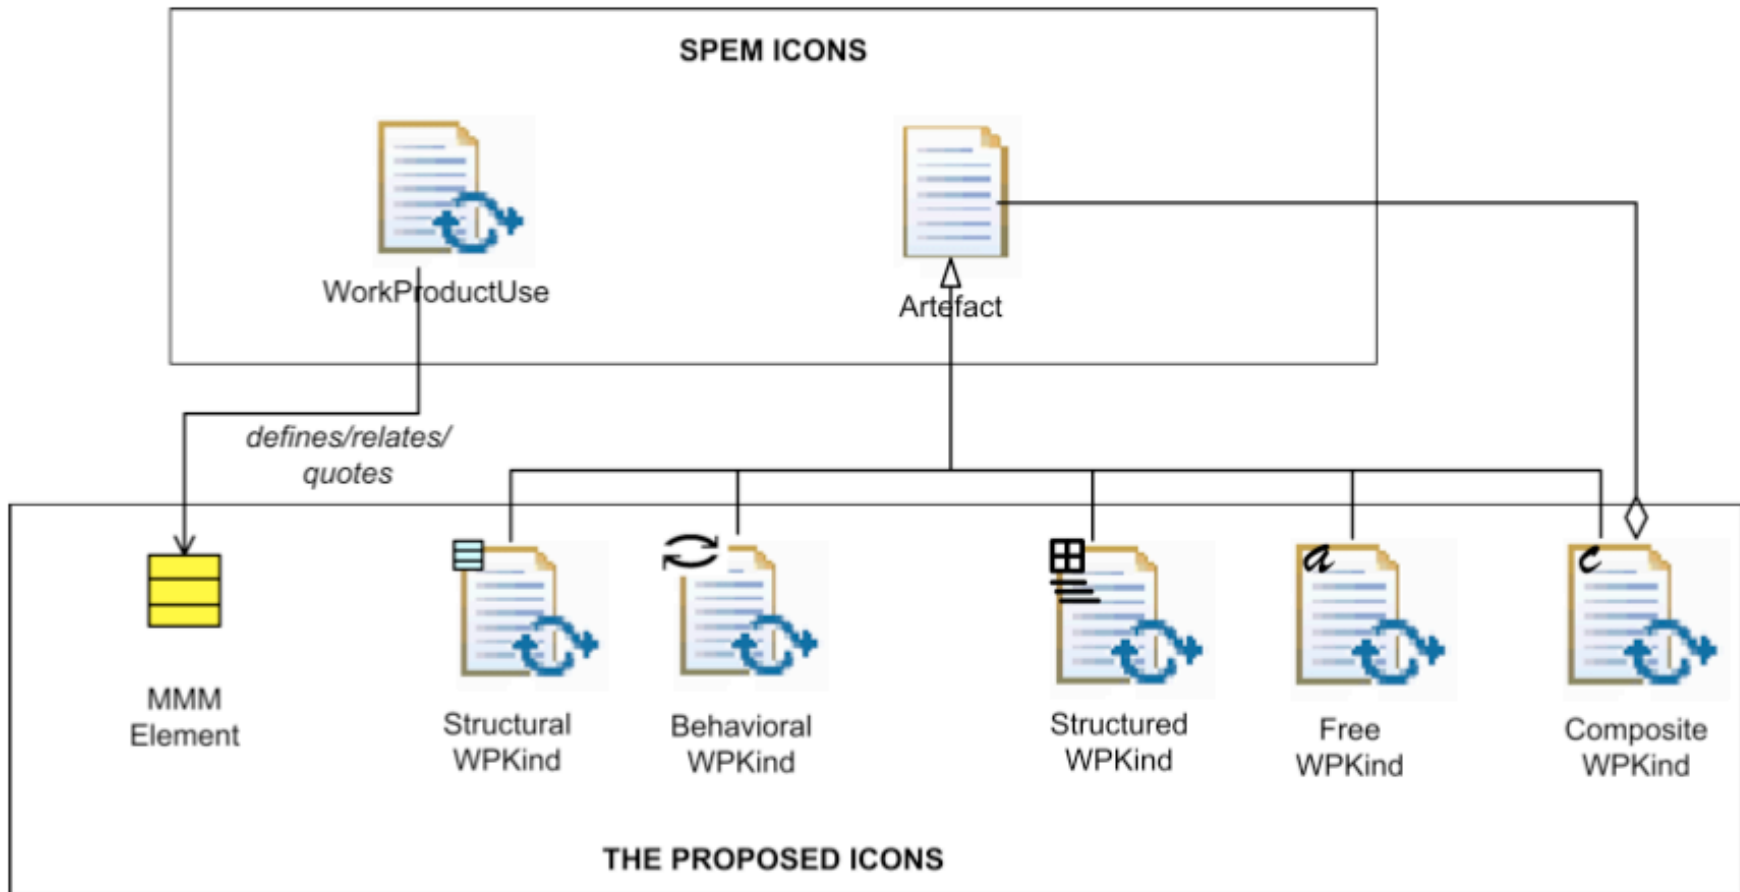 SPEM ICONS
WorkProductUse
Artefact
defines/relates/
quotes
MMM
Element
Structural
WPKind
Behavioral
WPKind
Structured
WPKind
a
Free
WPKind
c
Composite
WPKind
THE PROPOSED ICONS